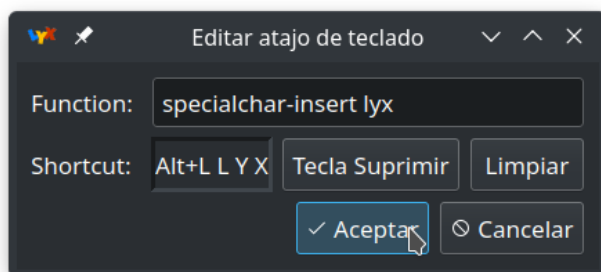 Editar atajo de teclado
Function: specialchar-insert lyx
Shortcut: Alt+L L Y X Tecla Suprimir Limpiar
Aceptar Cancelar